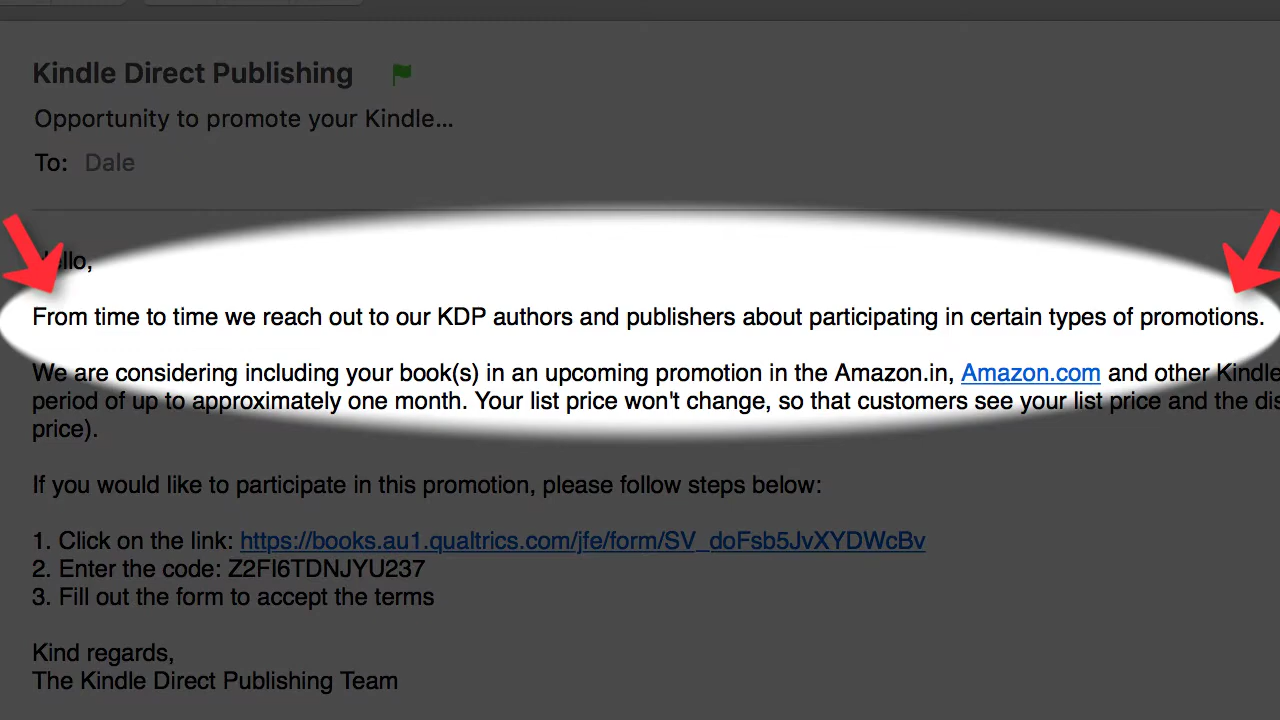 Kindle Direct Publishing
Opportunity to promote your Kindle...
To: Dale
Hello,
From time to time we reach out to our KDP authors and publishers about participating in certain types of promotions.
We are considering including your book(s) in an upcoming promotion in the Amazon.in, Amazon.com and other Kindle
period of up to approximately one month. Your list price won't change, so that customers see your list price and the
price).
If you would like to participate in this promotion, please follow steps below:
1. Click on the link: https://books.au1.qualtrics.com/jfe/form/SV_doFsb5JvXYDWcBv
2. Enter the code: Z2FI6TDNJYU237
3. Fill out the form to accept the terms
Kind regards,
The Kindle Direct Publishing Team